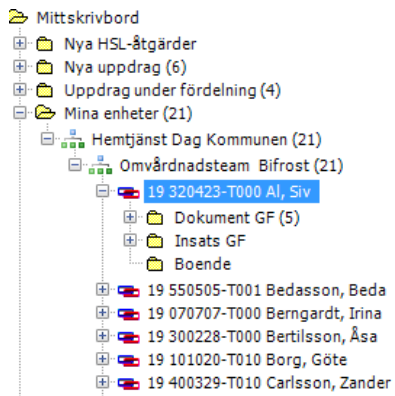 Mittskrivbord
Nya HSL-åtgärder
Nya uppdrag (6)
Uppdrag under fördelning (4)
Mina enheter (21)
Hemtjänst Dag Kommunen (21)
Omvårdnadsteam Bifrost (21)
19 320423-T000 Al, Siv
Dokument GF (5)
Insats GF
Boende
19 550505-T001 Bedasson, Beda
19 070707-T000 Berngardt, Irina
19 300228-T000 Bertilsson, Åsa
19 101020-T010 Borg, Göte
19 400329-T010 Carlsson, Zander